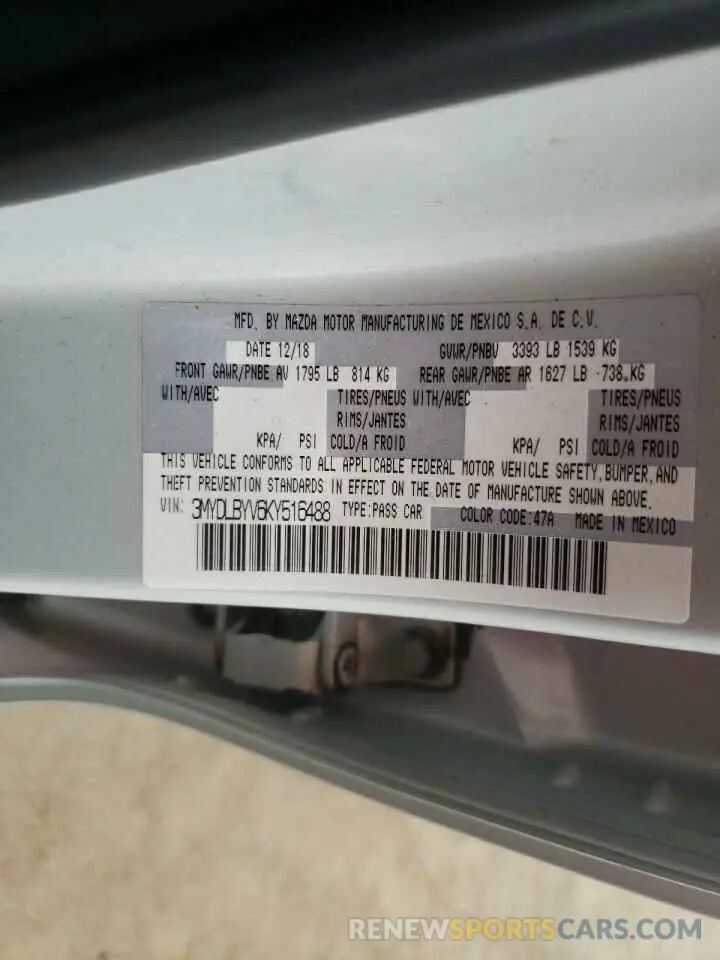 MFD. BY MAZDA MOTOR MANUFACTURING DE MEXICO S.A. DE C.V.
DATE 12/18 GVWR/PNBV 3393 LB 1539 KG
FRONT GAWR/PNBE AV 1795 LB 814 KG REAR GAWR/PNBE AR 1627 LB 738 KG
WITH/AVEC TIRES/PNEUS WITH/AVEC TIRES/PNEUS
RIMS/JANTES RIMS/JANTES
KPA/ PSI COLD/A FROID KPA/ PSI COLD/A FROID
THIS VEHICLE CONFORMS TO ALL APPLICABLE FEDERAL MOTOR VEHICLE SAFETY, BUMPER, AND
THEFT PREVENTION STANDARDS IN EFFECT ON THE DATE OF MANUFACTURE SHOWN ABOVE.
VIN: 3MYDLBYV6KY516488 TYPE:PASS CAR COLOR CODE:47A MADE IN MEXICO
RENEWSPORTSCARS.COM